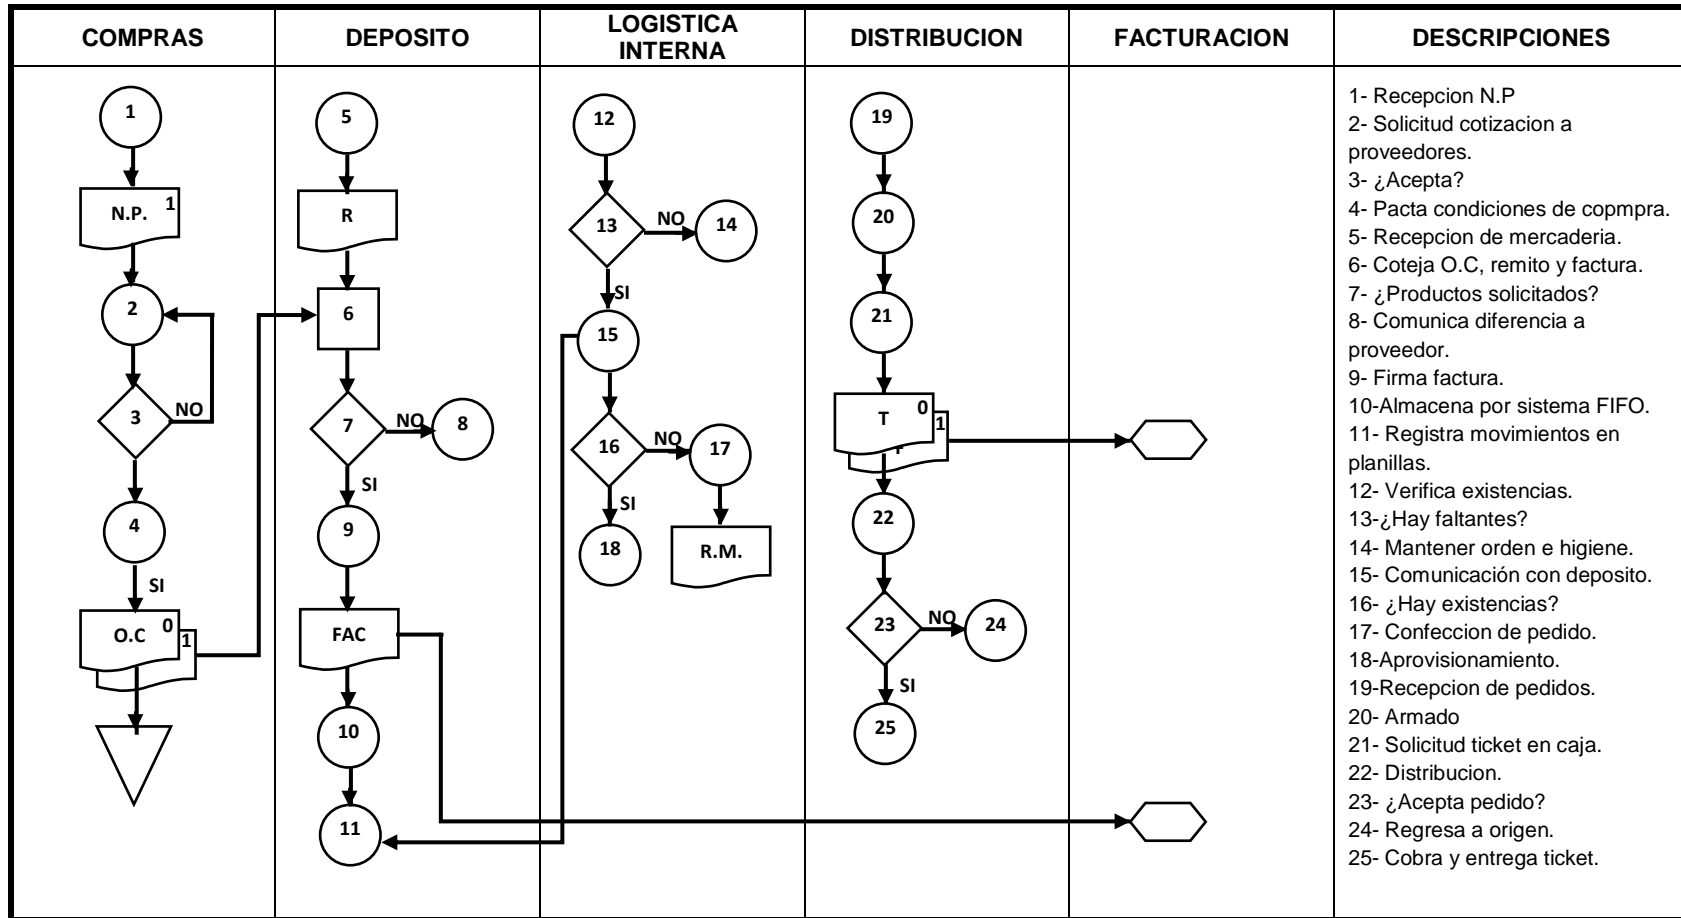 COMPRAS
DEPOSITO
LOGISTICA
INTERNA
DISTRIBUCION
FACTURACION
DESCRIPCIONES
1
N.P. 1
2
3
NO
4
SI
O.C 0
1
5
R
6
7
NO
8
SI
9
FAC
10
11
12
13
NO
14
SI
15
16
NO
17
SI
18
R.M.
19
20
21
T 0
1
22
23
NO
24
SI
25
1- Recepcion N.P
2- Solicitud cotizacion a
proveedores.
3- ¿Acepta?
4- Pacta condiciones de copmpra.
5- Recepcion de mercaderia.
6- Coteja O.C, remito y factura.
7- ¿Productos solicitados?
8- Comunica diferencia a
proveedor.
9- Firma factura.
10-Almacena por sistema FIFO.
11- Registra movimientos en
planillas.
12- Verifica existencias.
13-¿Hay faltantes?
14- Mantener orden e higiene.
15- Comunicación con deposito.
16- ¿Hay existencias?
17- Confeccion de pedido.
18-Aprovisionamiento.
19-Recepcion de pedidos.
20- Armado
21- Solicitud ticket en caja.
22- Distribucion.
23- ¿Acepta pedido?
24- Regresa a origen.
25- Cobra y entrega ticket.